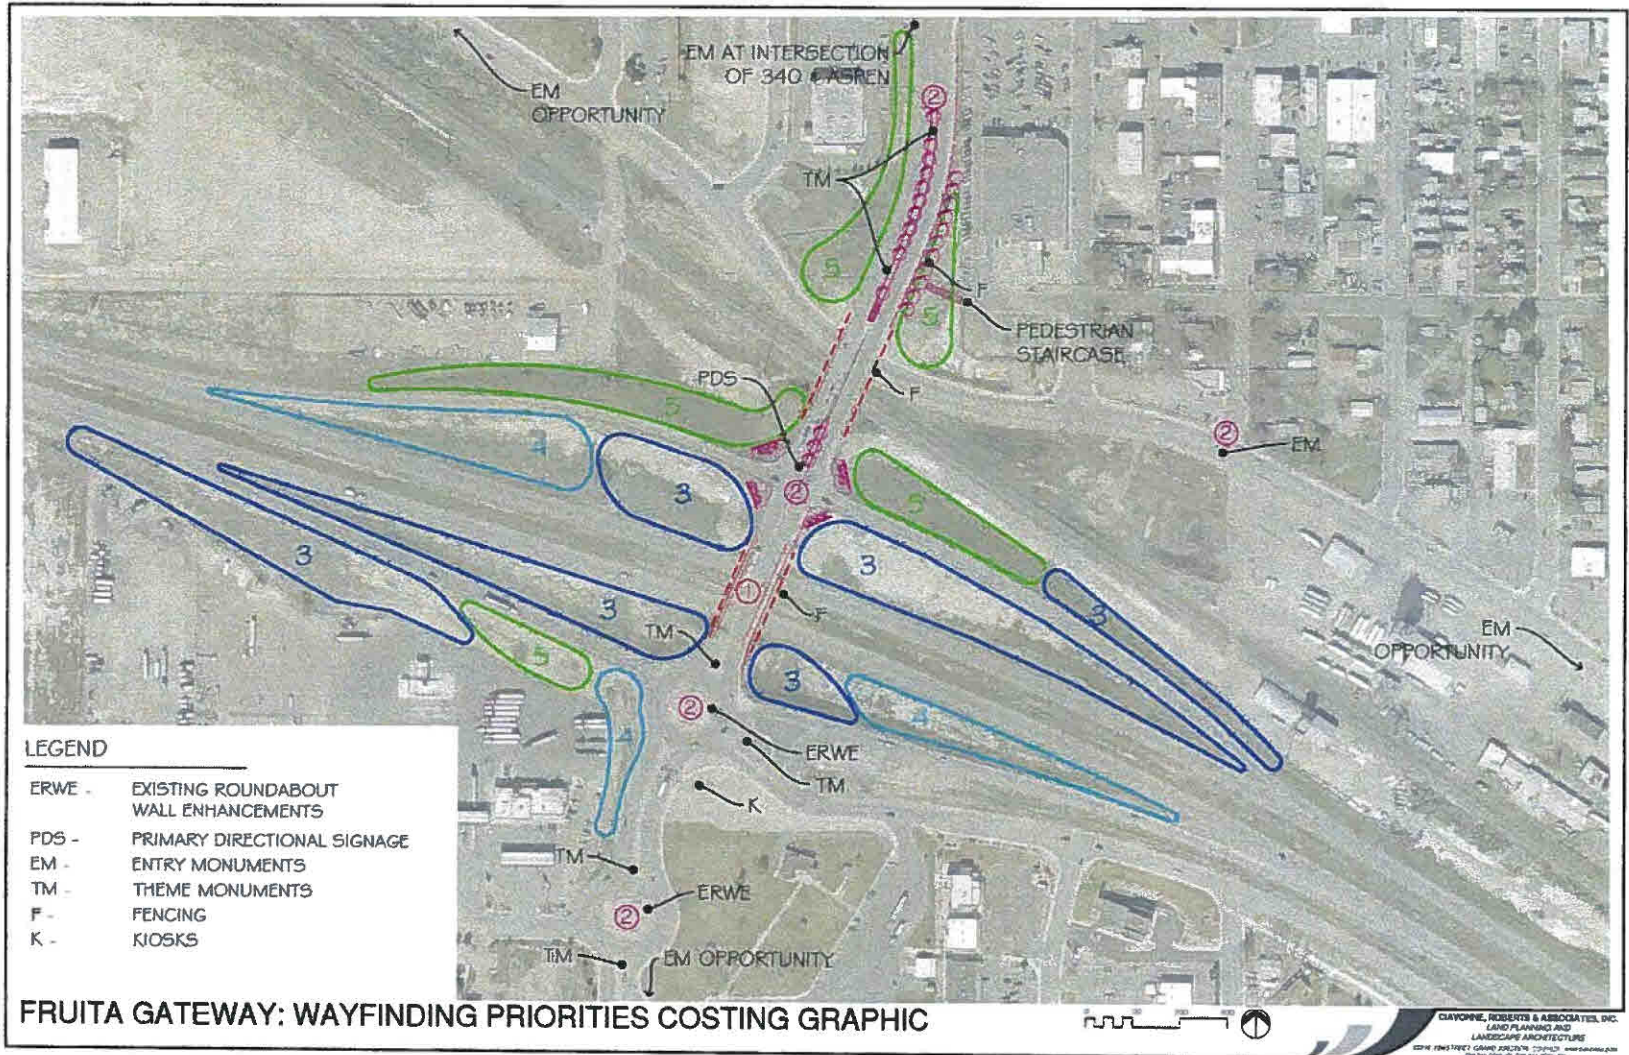 EM AT INTERSECTION
OF 340 & ASPEN
EM
OPPORTUNITY
2
TM
5
F
5
PEDESTRIAN
STAIRCASE
PDS
F
5
4
2
EM
3
2
5
3
3
1
F
3
3
TM
EM
OPPORTUNITY
5
3
2
4
4
ERWE
TM
K
TM
ERWE
2
TM
EM OPPORTUNITY
LEGEND
ERWE - EXISTING ROUNDABOUT
WALL ENHANCEMENTS
PDS - PRIMARY DIRECTIONAL SIGNAGE
EM - ENTRY MONUMENTS
TM - THEME MONUMENTS
F - FENCING
K - KIOSKS
FRUITA GATEWAY: WAYFINDING PRIORITIES COSTING GRAPHIC
CIAVONNE, ROBERTS & ASSOCIATES, INC.
LAND PLANNING AND
LANDSCAPE ARCHITECTURE